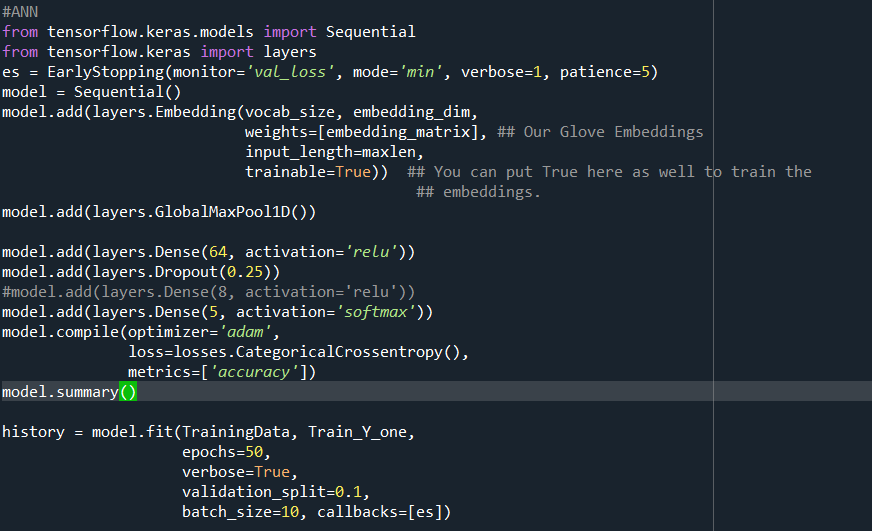 #ANN
from tensorflow.keras.models import Sequential
from tensorflow.keras import layers
es = EarlyStopping(monitor='val_loss', mode='min', verbose=1, patience=5)
model = Sequential()
model.add(layers.Embedding(vocab_size, embedding_dim,
                           weights=[embedding_matrix], ## Our Glove Embeddings
                           input_length=maxlen,
                           trainable=True))  ## You can put True here as well to train the
                                              ## embeddings.
model.add(layers.GlobalMaxPool1D())
model.add(layers.Dense(64, activation='relu'))
model.add(layers.Dropout(0.25))
#model.add(layers.Dense(8, activation='relu'))
model.add(layers.Dense(5, activation='softmax'))
model.compile(optimizer='adam',
              loss=losses.CategoricalCrossentropy(),
              metrics=['accuracy'])
model.summary()
history = model.fit(TrainingData, Train_Y_one,
                    epochs=50,
                    verbose=True,
                    validation_split=0.1,
                    batch_size=10, callbacks=[es])